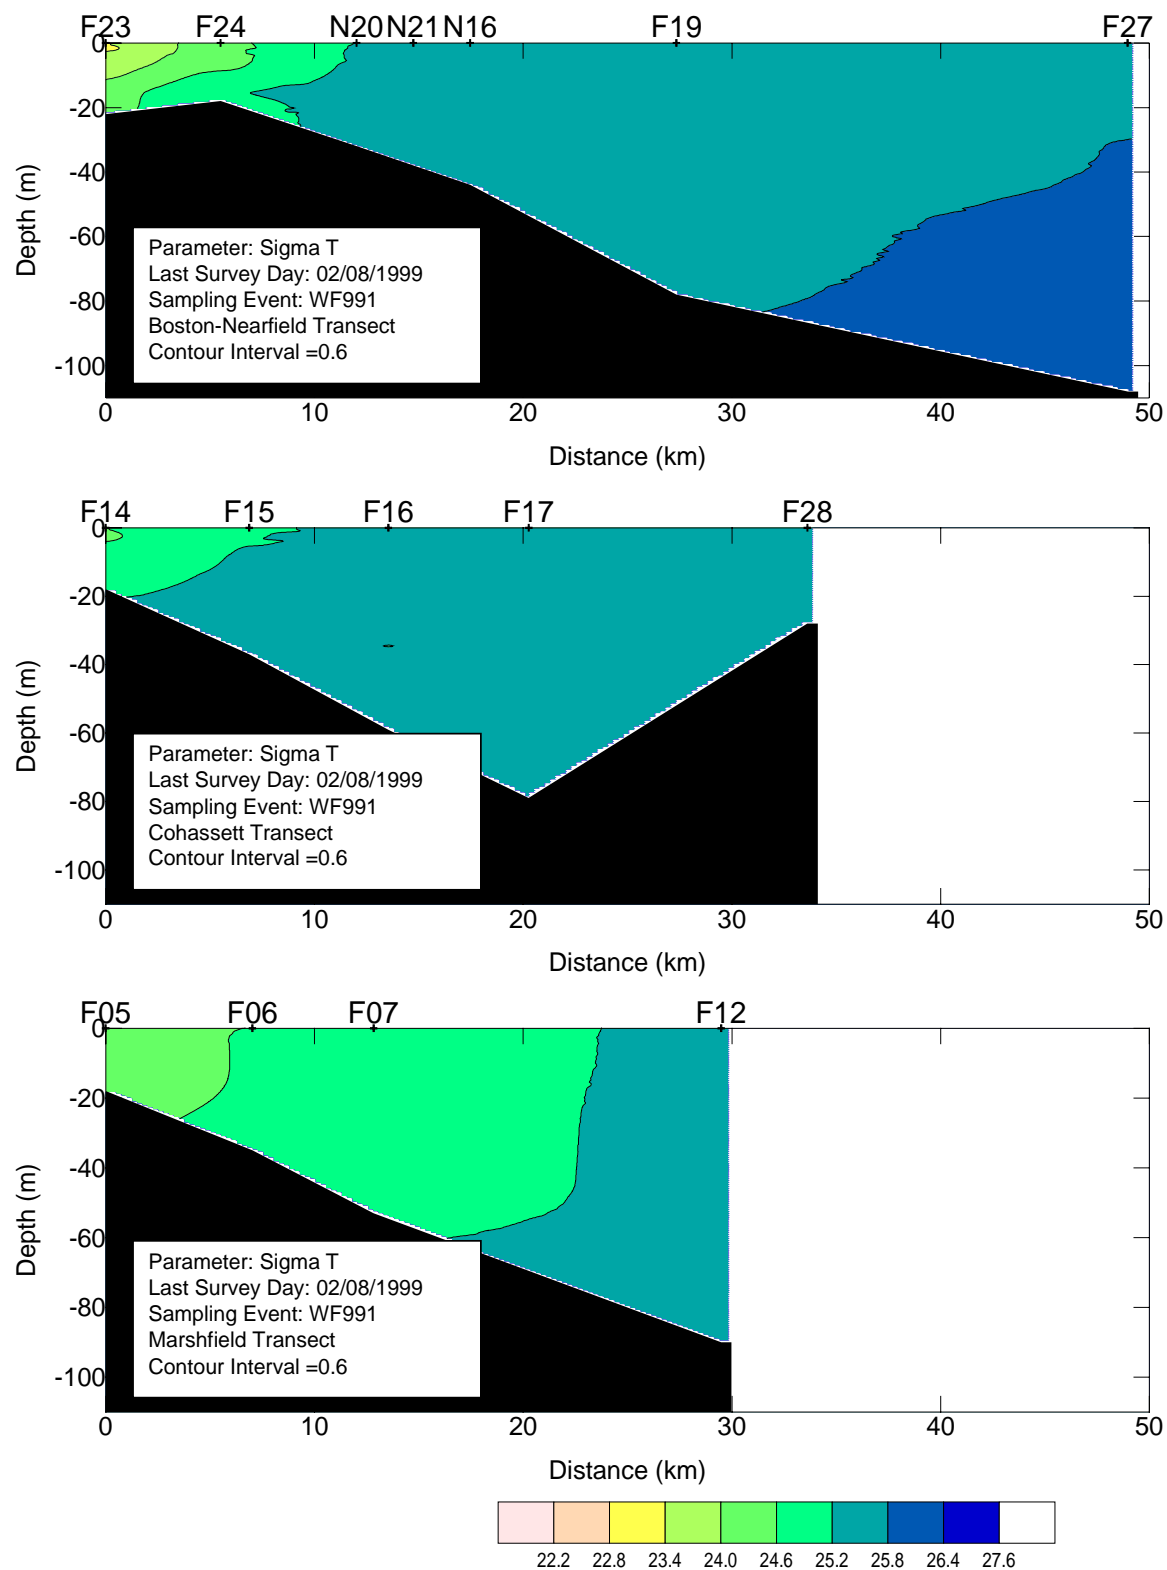 F23 F24 N20 N21 N16 F19 F27
0
-20
-40
-60
-80
-100
Depth (m)
Parameter: Sigma T
Last Survey Day: 02/08/1999
Sampling Event: WF991
Boston-Nearfield Transect
Contour Interval =0.6
0 10 20 30 40 50
Distance (km)
F14 F15 F16 F17 F28
0
-20
-40
-60
-80
-100
Depth (m)
Parameter: Sigma T
Last Survey Day: 02/08/1999
Sampling Event: WF991
Cohassett Transect
Contour Interval =0.6
0 10 20 30 40 50
Distance (km)
F05 F06 F07 F12
0
-20
-40
-60
-80
-100
Depth (m)
Parameter: Sigma T
Last Survey Day: 02/08/1999
Sampling Event: WF991
Marshfield Transect
Contour Interval =0.6
0 10 20 30 40 50
Distance (km)
22.2 22.8 23.4 24.0 24.6 25.2 25.8 26.4 27.6